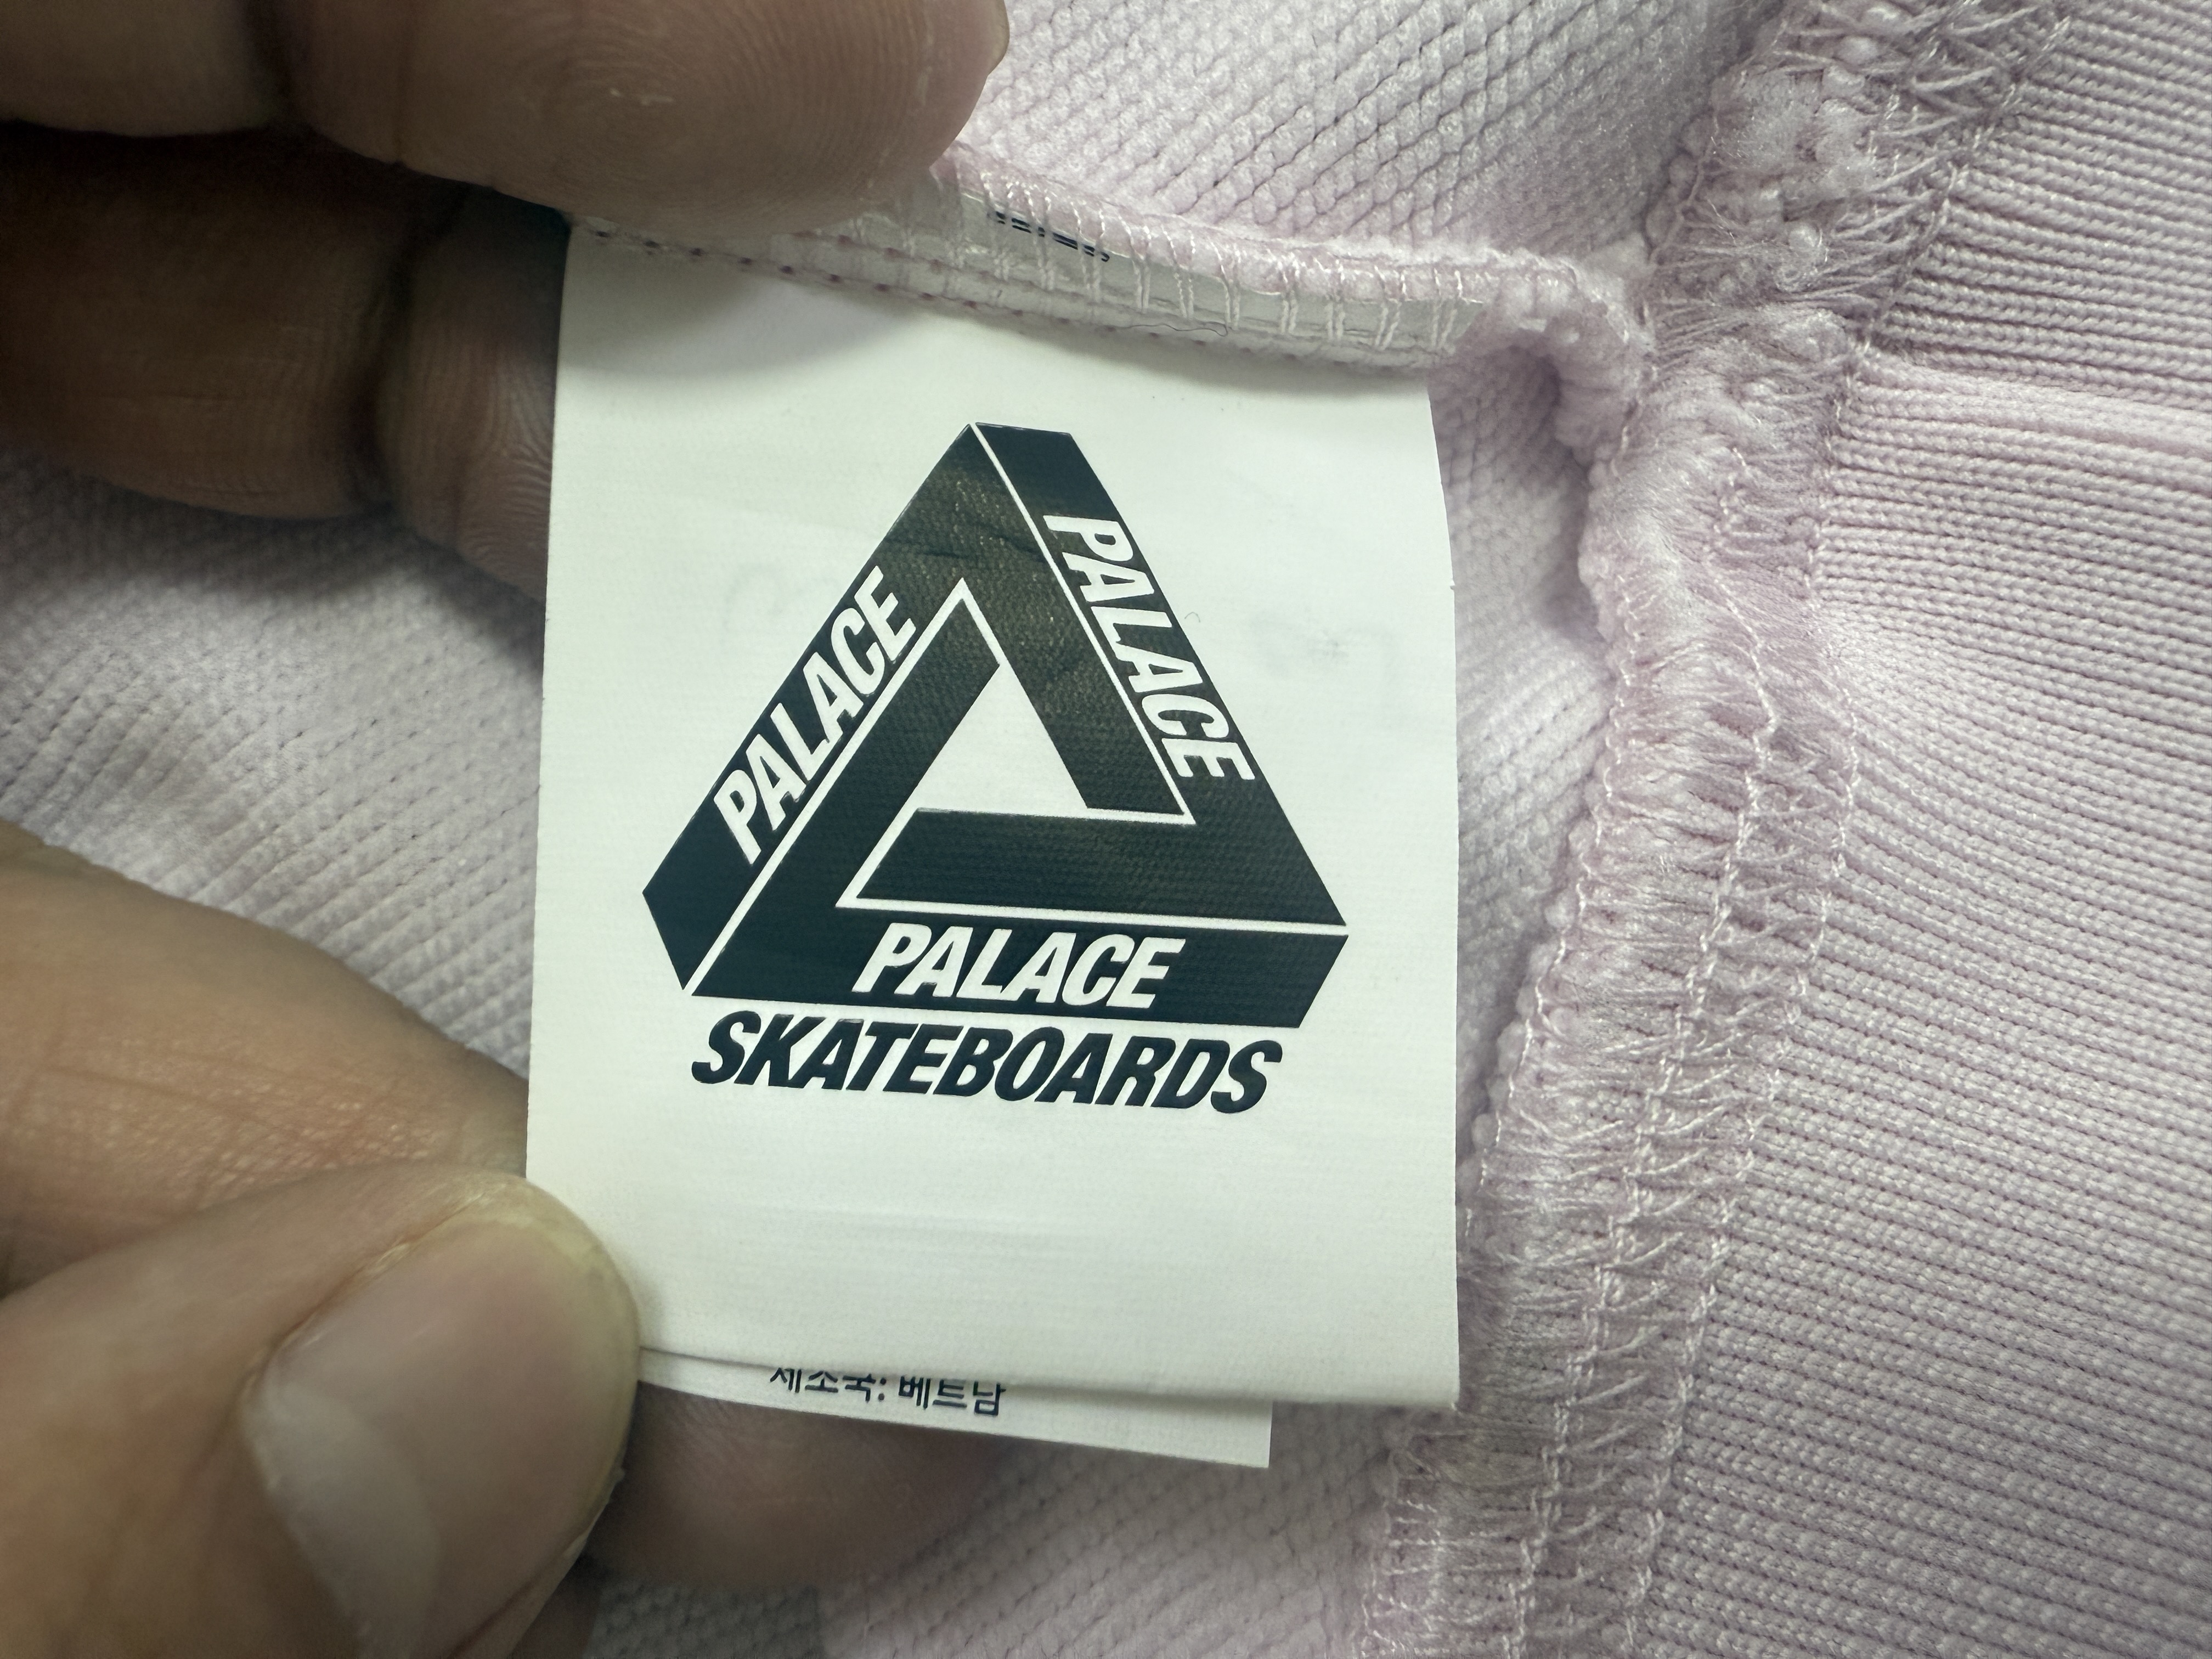 PALACE
PALACE
PALACE
SKATEBOARDS
제조국: 베트남